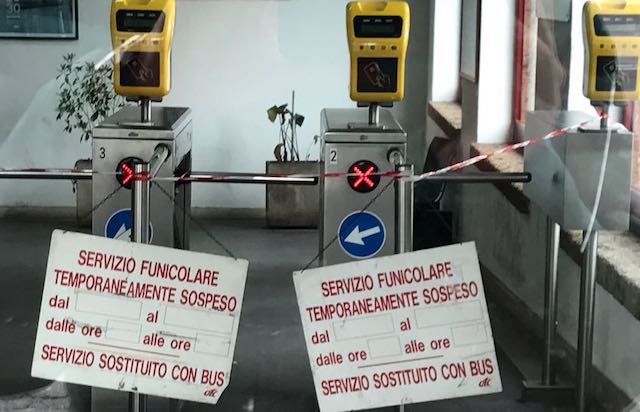 3
2
SERVIZIO FUNICOLARE
TEMPORANEAMENTE SOSPESO
dal al
dalle ore alle ore
SERVIZIO SOSTITUITO CON BUS
SERVIZIO FUNICOLARE
TEMPORANEAMENTE SOSPESO
dal al
dalle ore alle ore
SERVIZIO SOSTITUITO CON BUS